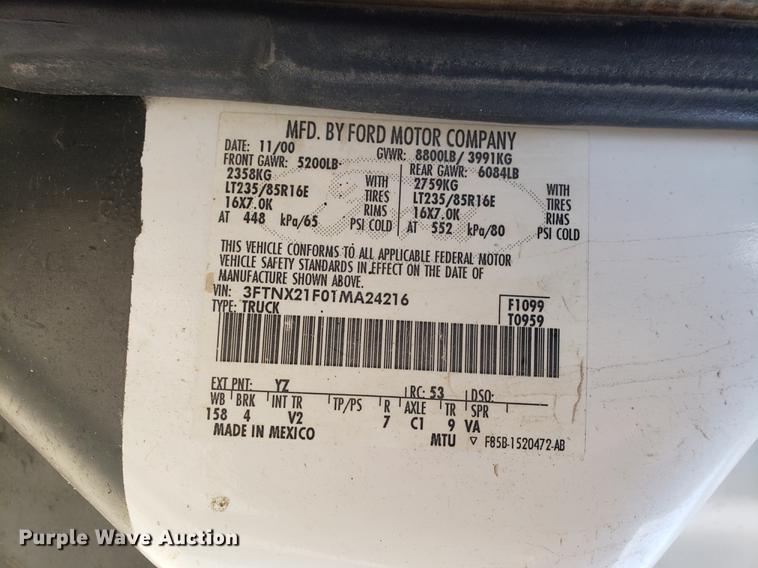 MFD. BY FORD MOTOR COMPANY
DATE: 11/00 GVWR: 8800LB/ 3991KG
FRONT GAWR: 5200LB REAR GAWR: 6084LB
2358KG WITH 2759KG WITH
LT235/85R16E TIRES LT235/85R16E TIRES
16X7.0K RIMS 16X7.0K RIMS
AT 448 kPa/65 PSI COLD AT 552 kPa/80 PSI COLD
THIS VEHICLE CONFORMS TO ALL APPLICABLE FEDERAL MOTOR
VEHICLE SAFETY STANDARDS IN EFFECT ON THE DATE OF
MANUFACTURE SHOWN ABOVE.
VIN: 3FTNX21F01MA24216 F1099
TYPE: TRUCK T0959
EXT PNT: YZ RC: 53 DSO:
WB BRK INT TR TP/PS R AXLE TR SPR
158 4 V2 7 C1 9 VA
MADE IN MEXICO MTU F85B-1520472-AB
Purple Wave Auction